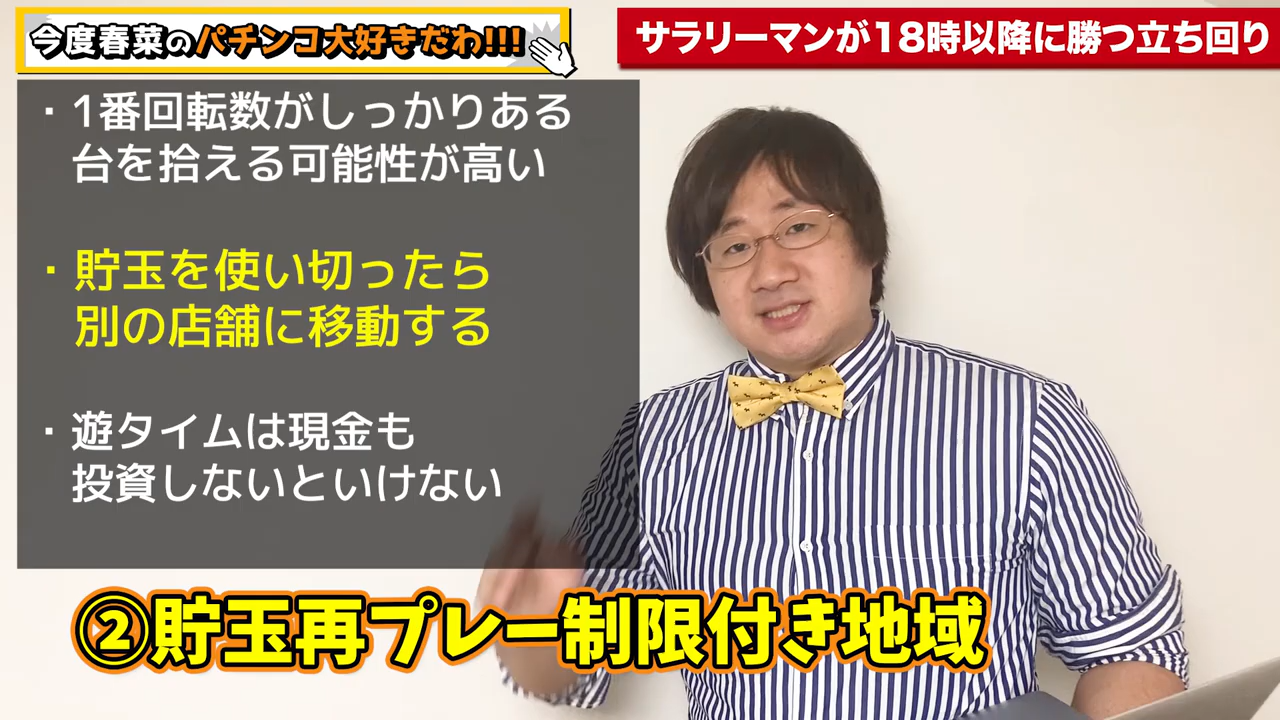 今度春菜のパチンコ大好きだわ!!!
サラリーマンが18時以降に勝つ立ち回り
・1番回転数がしっかりある
台を拾える可能性が高い
・貯玉を使い切ったら
別の店舗に移動する
・遊タイムは現金も
投資しないといけない
②貯玉再プレー制限付き地域